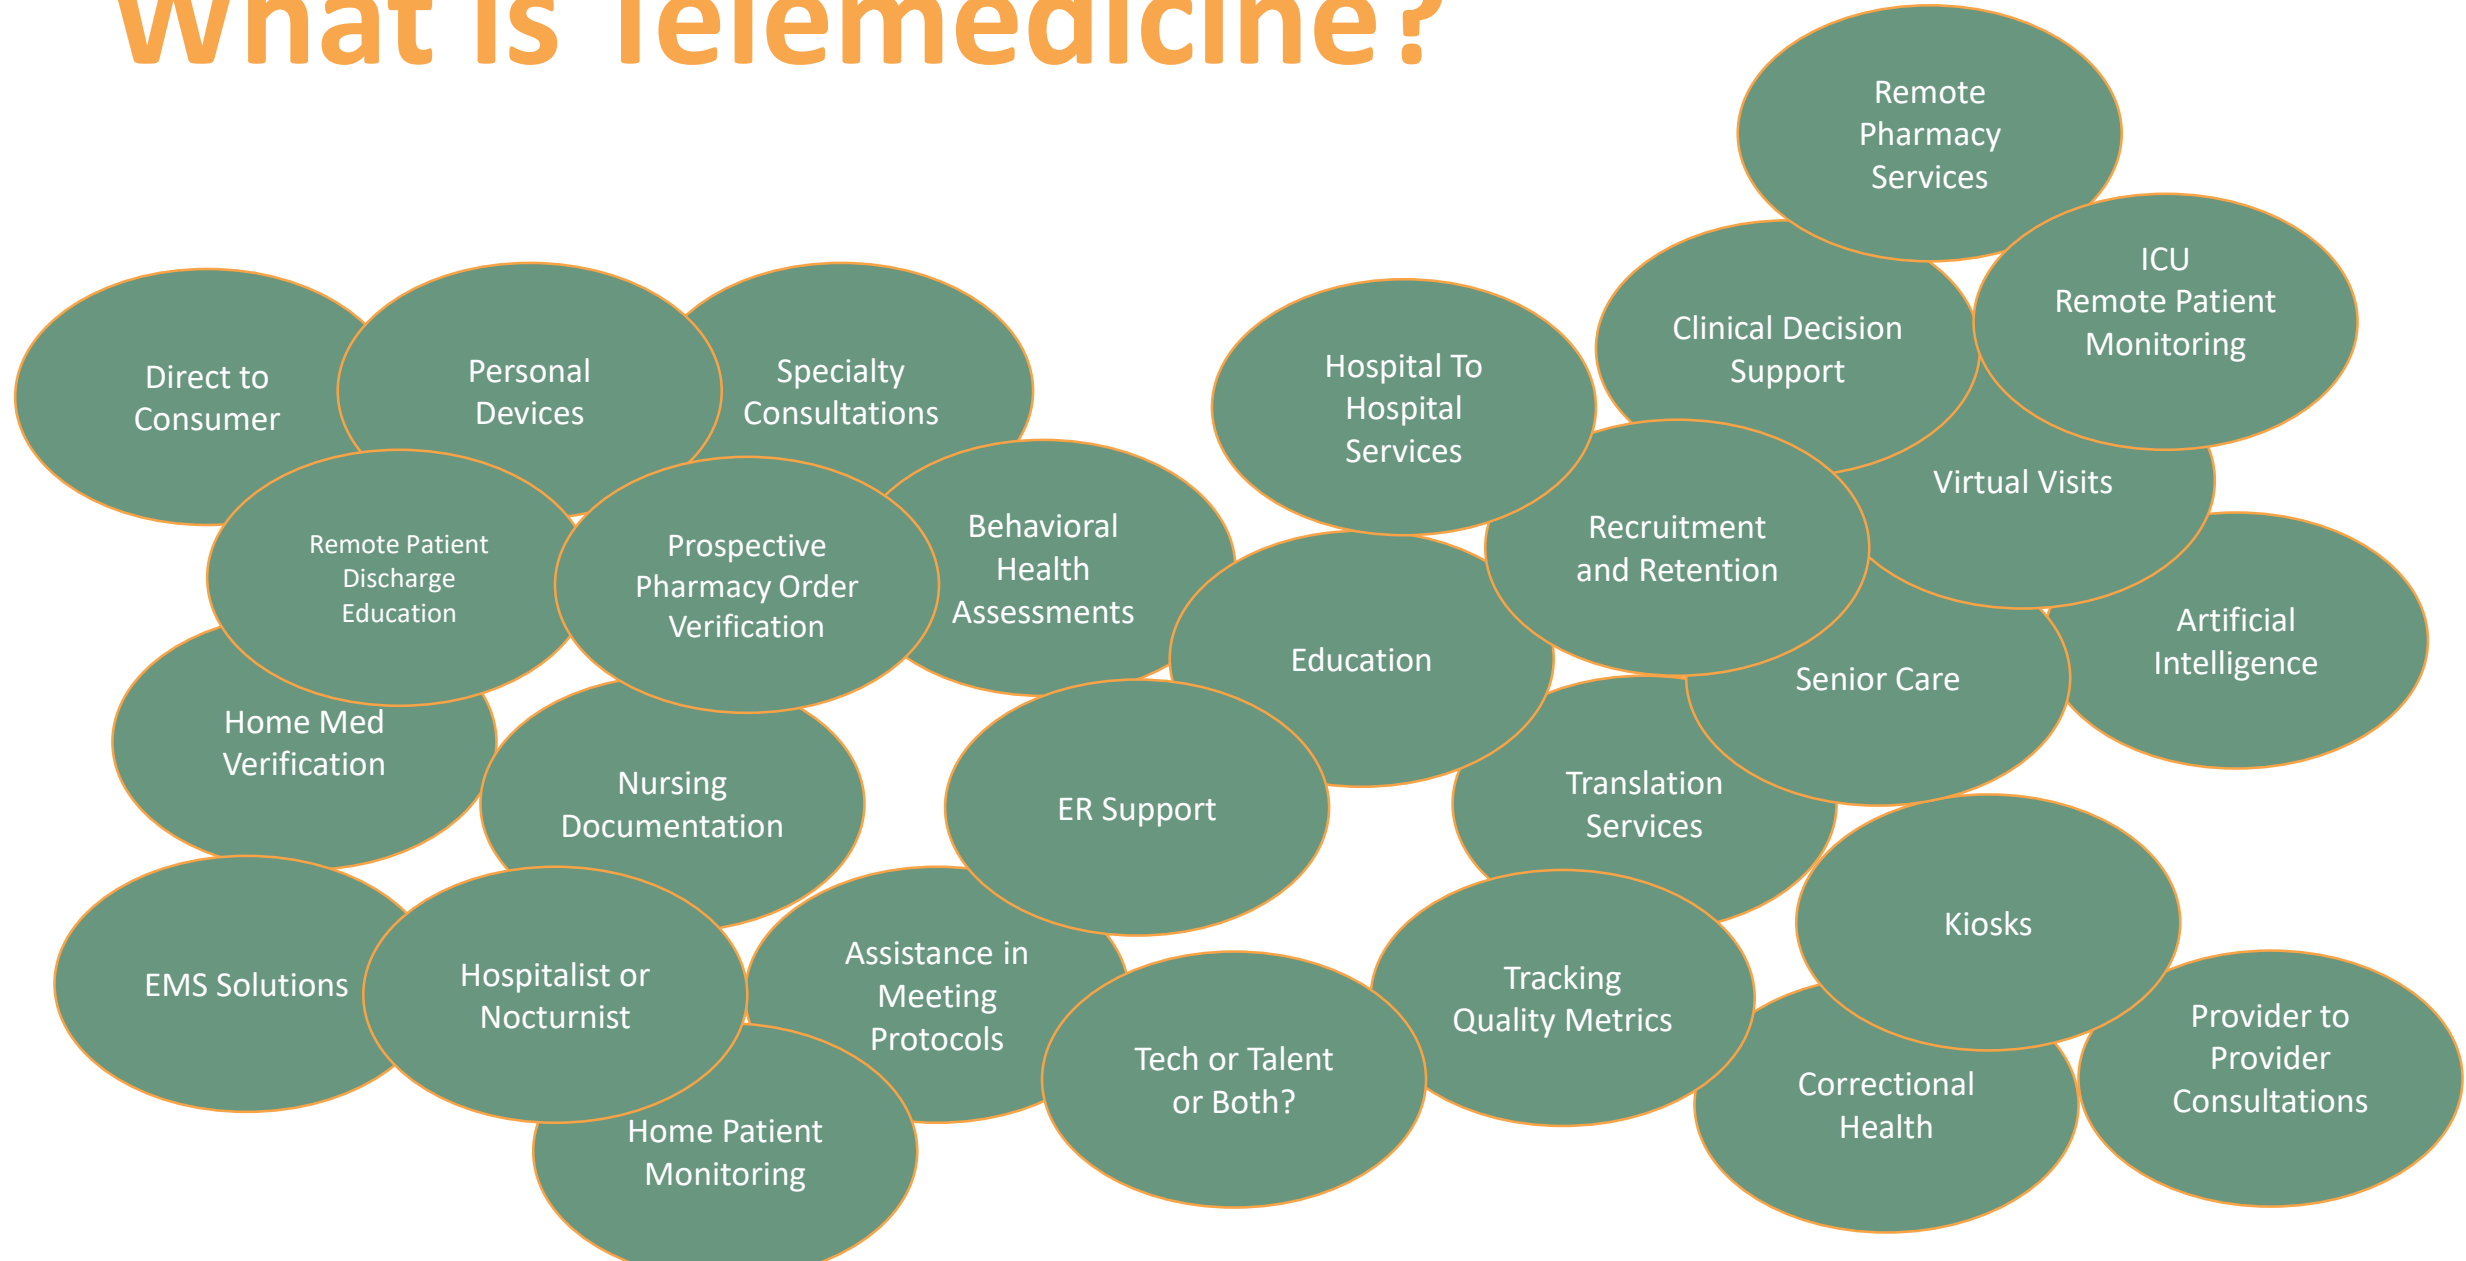 What is Telemedicine?
Remote
Pharmacy
Services
ICU
Remote Patient
Monitoring
Clinical Decision
Support
Hospital To
Hospital
Services
Direct to
Consumer
Personal
Devices
Specialty
Consultations
Virtual Visits
Recruitment
and Retention
Behavioral
Health
Assessments
Remote Patient
Discharge
Education
Prospective
Pharmacy Order
Verification
Education
Senior Care
Artificial
Intelligence
Home Med
Verification
Nursing
Documentation
ER Support
Translation
Services
Kiosks
EMS Solutions
Hospitalist or
Nocturnist
Assistance in
Meeting
Protocols
Tracking
Quality Metrics
Tech or Talent
or Both?
Provider to
Provider
Consultations
Correctional
Health
Home Patient
Monitoring